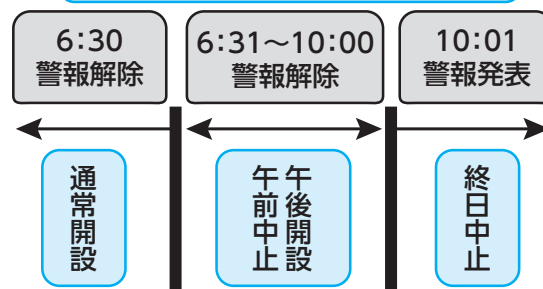 6:30
警報解除
6:31〜10:00
警報解除
10:01
警報発表
通常開設
午後開設
午前中止
終日中止